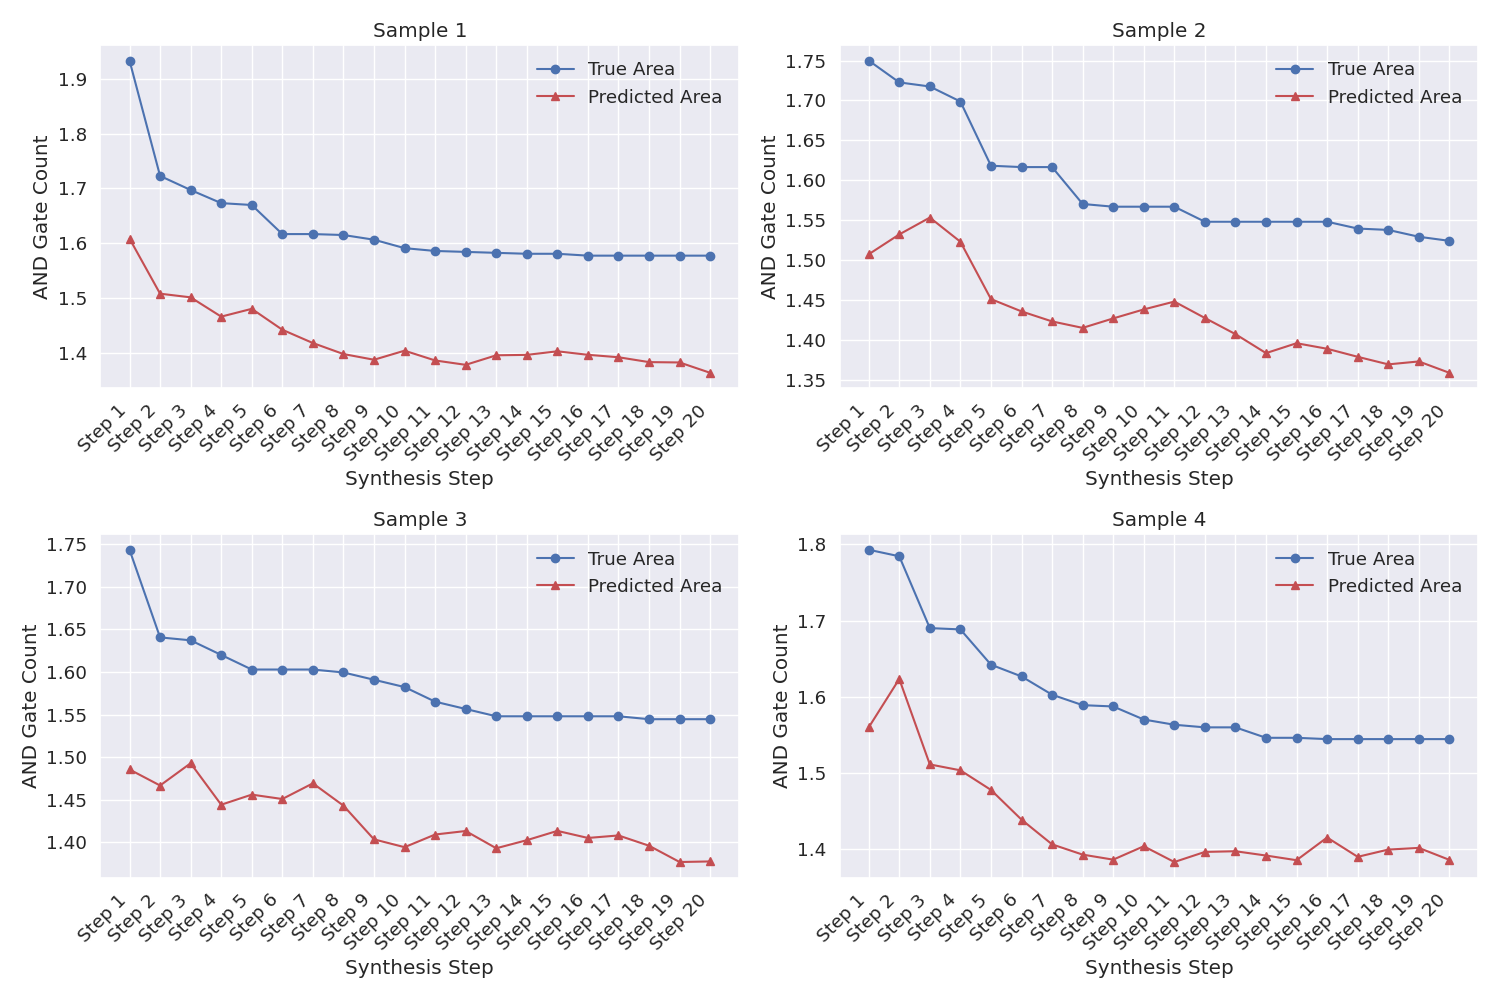 Sample 1
True Area
Predicted Area
AND Gate Count
1.9
1.8
1.7
1.6
1.5
1.4
Step 1
Step 2
Step 3
Step 4
Step 5
Step 6
Step 7
Step 8
Step 9
Step 10
Step 11
Step 12
Step 13
Step 14
Step 15
Step 16
Step 17
Step 18
Step 19
Step 20
Synthesis Step
Sample 2
True Area
Predicted Area
AND Gate Count
1.75
1.70
1.65
1.60
1.55
1.50
1.45
1.40
1.35
Step 1
Step 2
Step 3
Step 4
Step 5
Step 6
Step 7
Step 8
Step 9
Step 10
Step 11
Step 12
Step 13
Step 14
Step 15
Step 16
Step 17
Step 18
Step 19
Step 20
Synthesis Step
Sample 3
True Area
Predicted Area
AND Gate Count
1.75
1.70
1.65
1.60
1.55
1.50
1.45
1.40
Step 1
Step 2
Step 3
Step 4
Step 5
Step 6
Step 7
Step 8
Step 9
Step 10
Step 11
Step 12
Step 13
Step 14
Step 15
Step 16
Step 17
Step 18
Step 19
Step 20
Synthesis Step
Sample 4
True Area
Predicted Area
AND Gate Count
1.8
1.7
1.6
1.5
1.4
Step 1
Step 2
Step 3
Step 4
Step 5
Step 6
Step 7
Step 8
Step 9
Step 10
Step 11
Step 12
Step 13
Step 14
Step 15
Step 16
Step 17
Step 18
Step 19
Step 20
Synthesis Step